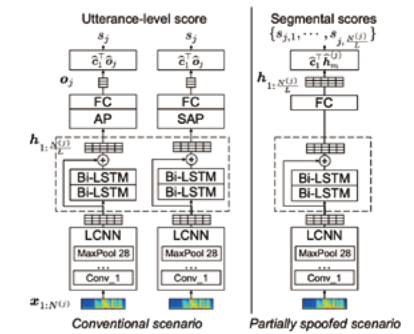 Utterance-level score
Segmental scores
s_j
s_j
{s_{j,1}, ⋯, s_{j, N^{(j)}/L}}
ĉ_1^⊤ ô_j
ĉ_1^⊤ ô_j
ĉ_1^⊤ ĥ_m^{(j)}
o_j
h_{1:N^{(j)}/L}
FC
FC
FC
AP
SAP
h_{1:N^{(j)}/L}
Bi-LSTM
Bi-LSTM
Bi-LSTM
Bi-LSTM
Bi-LSTM
Bi-LSTM
LCNN
LCNN
LCNN
MaxPool 28
MaxPool 28
MaxPool 28
...
...
...
Conv_1
Conv_1
Conv_1
x_{1:N^{(j)}}
Conventional scenario
Partially spoofed scenario